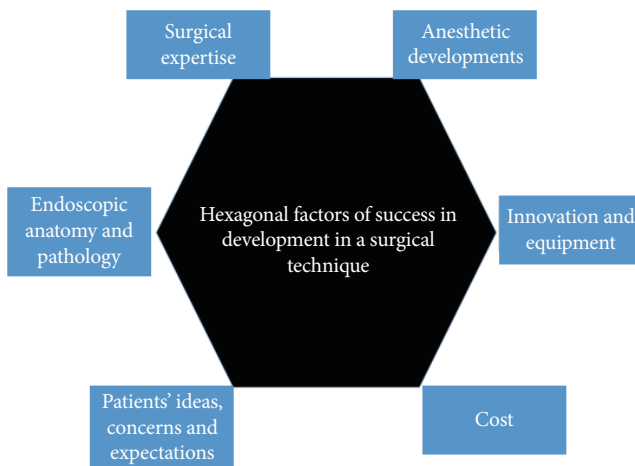 Surgical
expertise
Anesthetic
developments
Endoscopic
anatomy and
pathology
Hexagonal factors of success in
development in a surgical
technique
Innovation and
equipment
Patients’ ideas,
concerns and
expectations
Cost